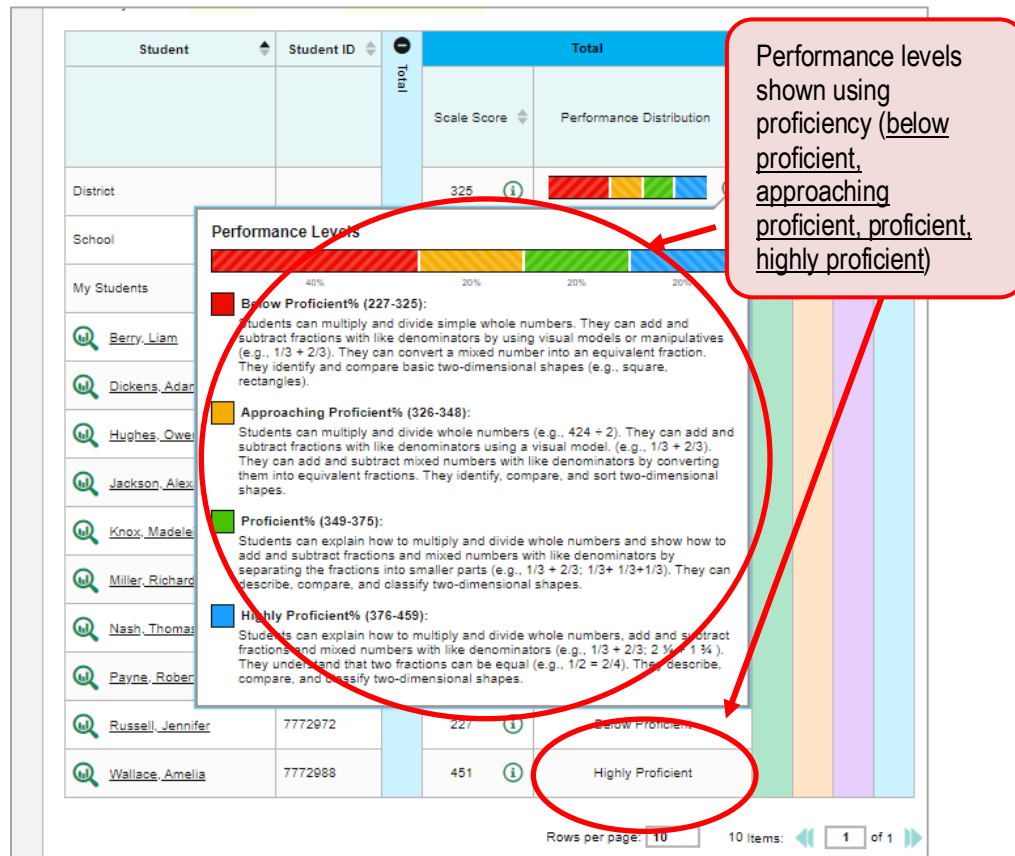 Student Student ID Total Total
Scale Score Performance Distribution
Performance levels
shown using
proficiency (below
proficient,
approaching
proficient, proficient,
highly proficient)
District 325
School
My Students
Performance Levels
40% 20% 20% 20%
Below Proficient% (227-325):
Students can multiply and divide simple whole numbers. They can add and
subtract fractions with like denominators by using visual models or manipulatives
(e.g., 1/3 + 2/3). They can convert a mixed number into an equivalent fraction.
They identify and compare basic two-dimensional shapes (e.g., square,
rectangles).
Approaching Proficient% (326-348):
Students can multiply and divide whole numbers (e.g., 424 ÷ 2). They can add and
subtract fractions with like denominators using a visual model. (e.g., 1/3 + 2/3).
They can add and subtract mixed numbers with like denominators by converting
them into equivalent fractions. They identify, compare, and sort two-dimensional
shapes.
Proficient% (349-375):
Students can explain how to multiply and divide whole numbers and show how to
add and subtract fractions and mixed numbers with like denominators by
separating the fractions into smaller parts (e.g., 1/3 + 2/3; 1/3+ 1/3+1/3). They can
describe, compare, and classify two-dimensional shapes.
Highly Proficient% (376-459):
Students can explain how to multiply and divide whole numbers, add and subtract
fractions and mixed numbers with like denominators (e.g., 1/3 + 2/3; 2 1 ¾ ).
They understand that two fractions can be equal (e.g., 1/2 = 2/4). They describe,
compare, and classify two-dimensional shapes.
Berry, Liam
Dickens, Adar
Hughes, Ower
Jackson, Alex
Knox, Madele
Miller, Richard
Nash, Thomas
Payne, Rober
Russell, Jennifer 7772972 227 Below Proficient
Wallace, Amelia 7772988 451 Highly Proficient
Rows per page: 10 10 Items: 1 of 1